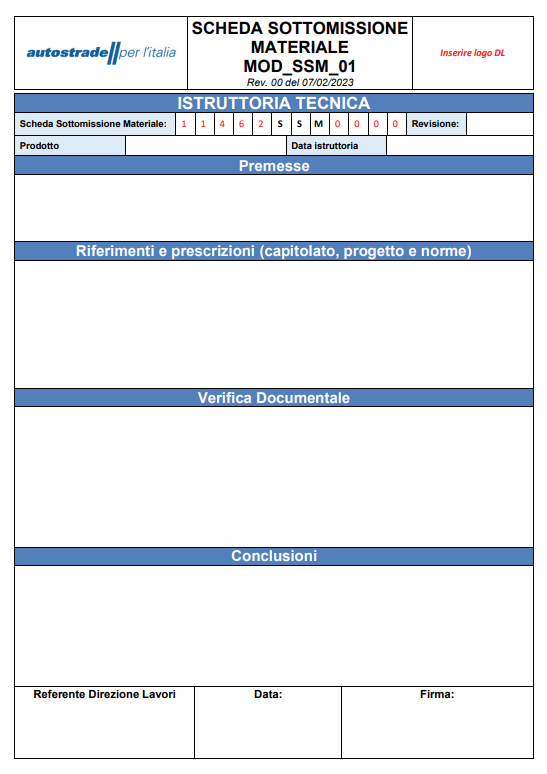 autostrade per l'italia
SCHEDA SOTTOMISSIONE
MATERIALE
MOD_SSM_01
Rev. 00 del 07/02/2023
Inserire logo DL
ISTRUTTORIA TECNICA
Scheda Sottomissione Materiale: 1 1 4 6 2 S S M 0 0 0 0 Revisione:
Prodotto Data istruttoria
Premesse
Riferimenti e prescrizioni (capitolato, progetto e norme)
Verifica Documentale
Conclusioni
Referente Direzione Lavori Data: Firma: